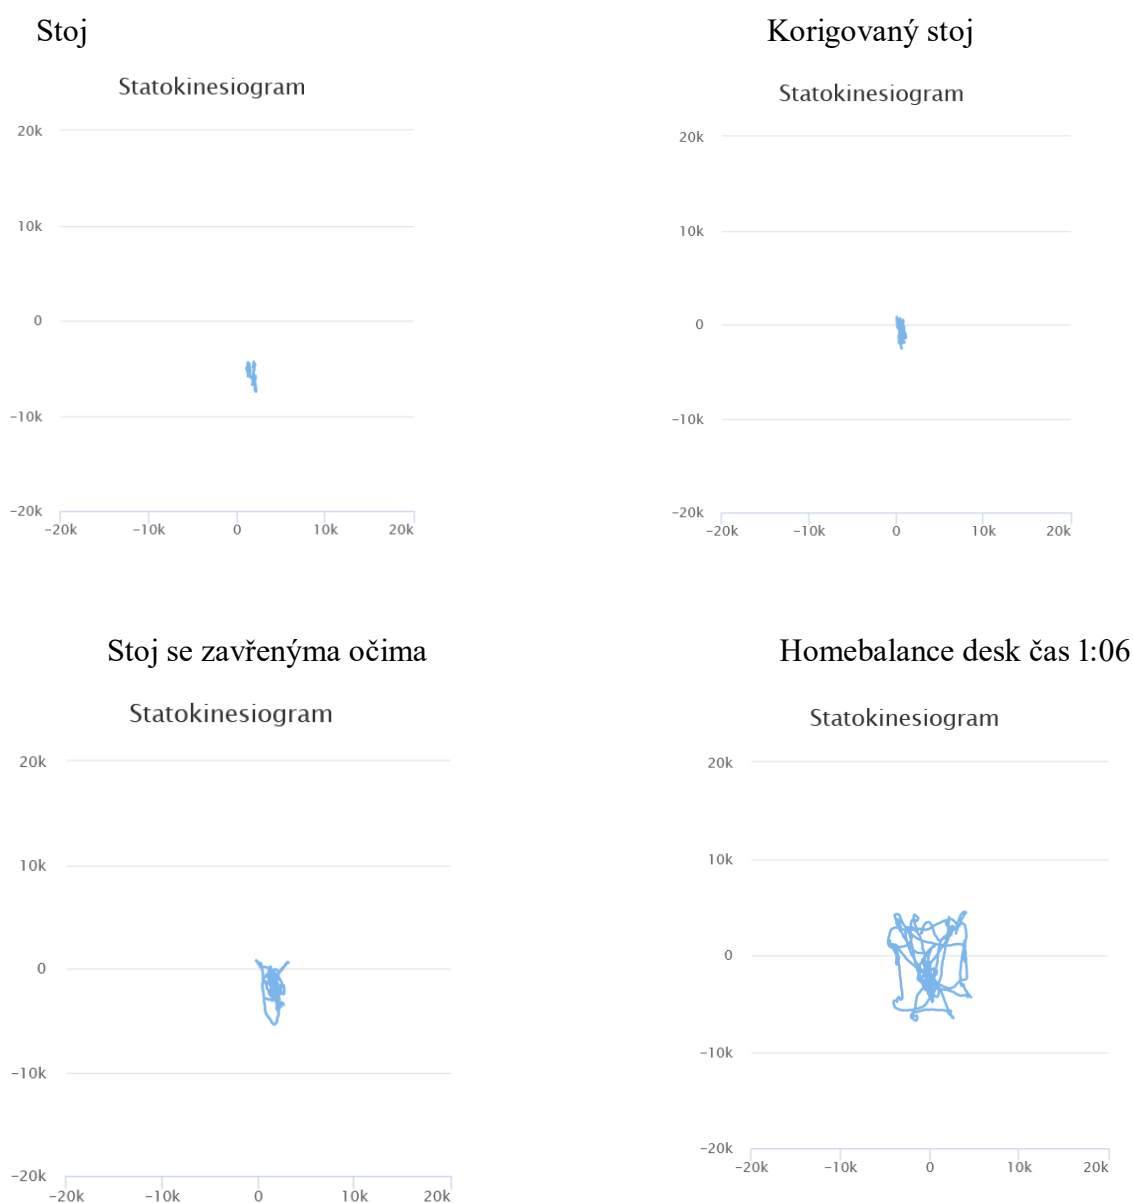 Stoj
Korigovaný stoj
Statokinesiogram
Statokinesiogram
20k
10k
0
-10k
-20k
-20k -10k 0 10k 20k
20k
10k
0
-10k
-20k
-20k -10k 0 10k 20k
Stoj se zavřenýma očima
Homebalance desk čas 1:06
Statokinesiogram
Statokinesiogram
20k
10k
0
-10k
-20k
-20k -10k 0 10k 20k
20k
10k
0
-10k
-20k
-20k -10k 0 10k 20k